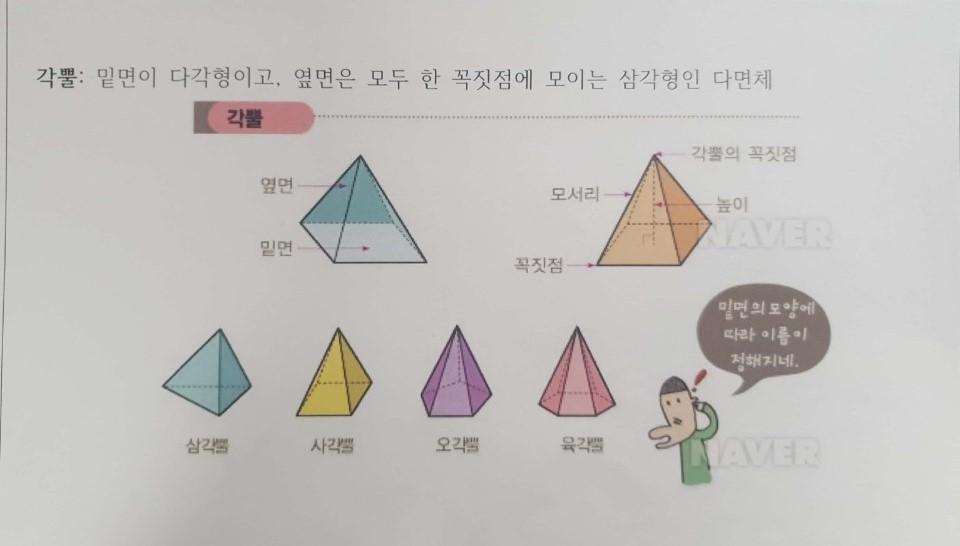 각뿔: 밑면이 다각형이고, 옆면은 모두 한 꼭짓점에 모이는 삼각형인 다면체
각뿔
옆면
밑면
각뿔의 꼭짓점
모서리
높이
NAVER
꼭짓점
밑면의 모양에
따라 이름이
정해지네.
삼각뿔
사각뿔
오각뿔
육각뿔
NAVER